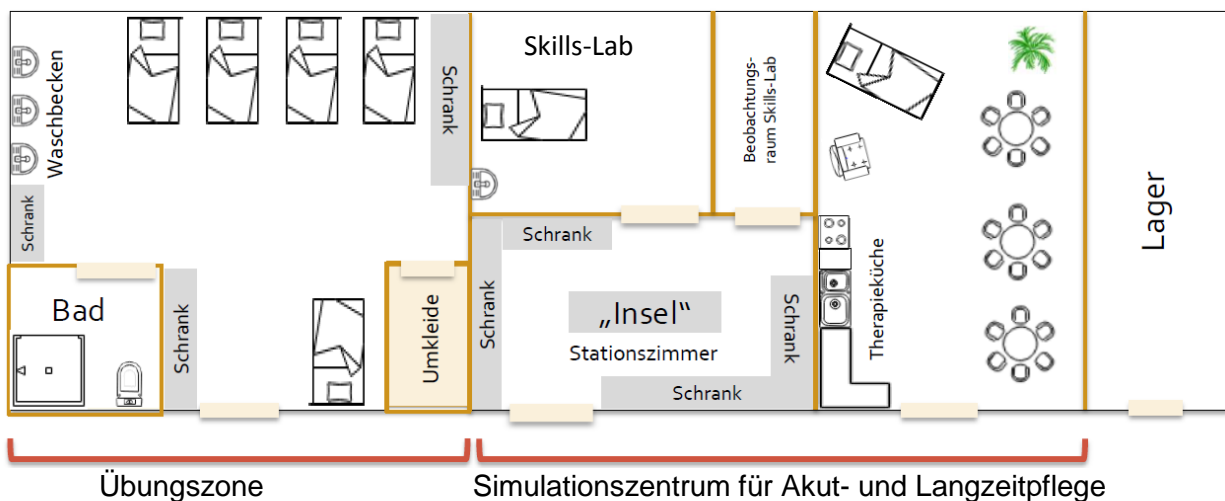 Waschbecken
Schrank
Schrank
Skills-Lab
Beobachtungs-
raum Skills-Lab
Lager
Bad
Schrank
Umkleide
Schrank
Schrank
„Insel“
Stationszimmer
Schrank
Schrank
Therapieküche
Übungszone
Simulationszentrum für Akut- und Langzeitpflege